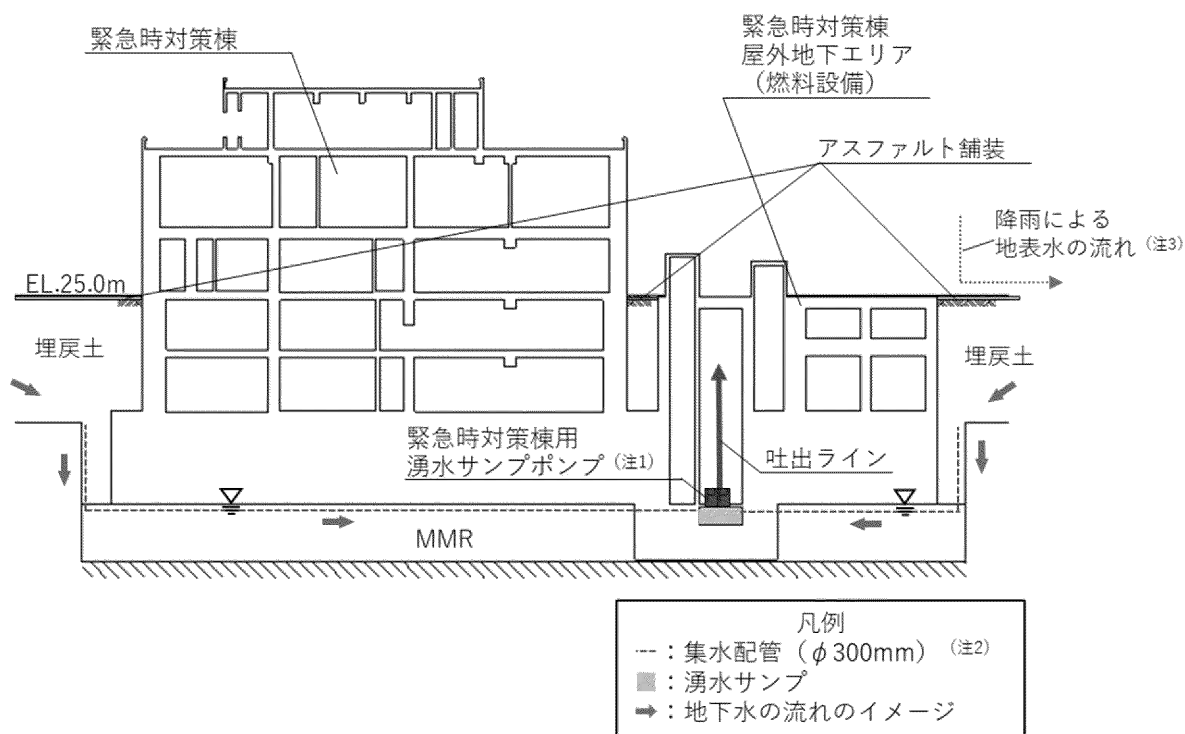 緊急時対策棟
緊急時対策棟
屋外地下エリア
（燃料設備）
アスファルト舗装
降雨による
地表水の流れ（注3）
EL.25.0m
埋戻土
埋戻土
緊急時対策棟用
湧水サンプポンプ（注1）
吐出ライン
MMR
凡例
---：集水配管（φ300mm）（注2）
：湧水サンプ
：地下水の流れのイメージ